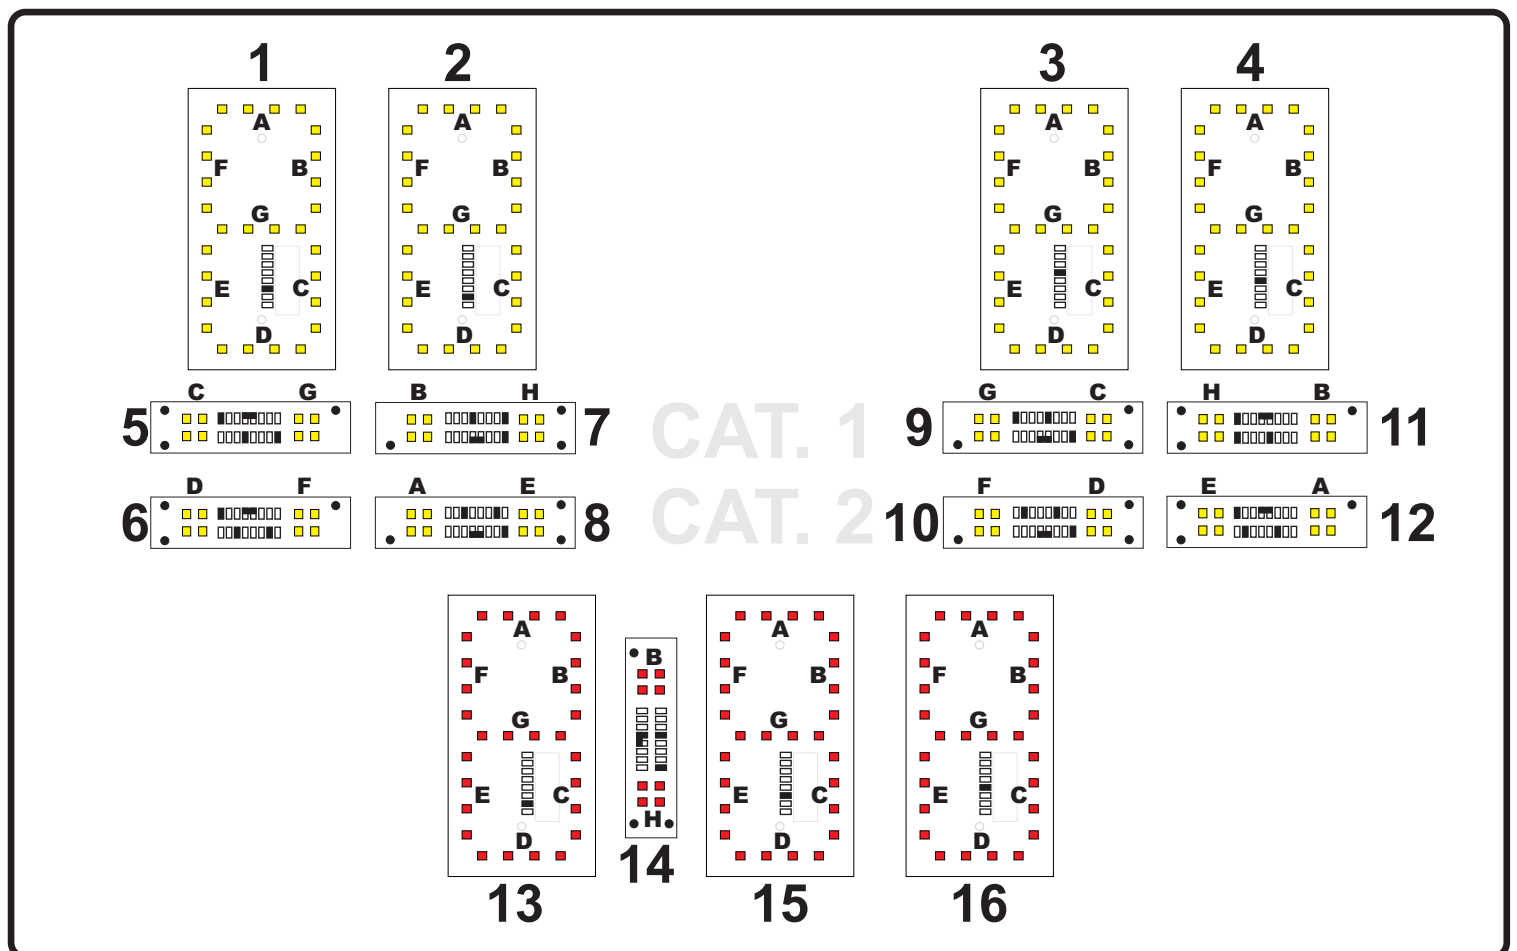 1 2 3 4
A A A A
F B F B F B F B
G G G G
E C E C E C E C
D D D D
C G B H G C H B
5 7 CAT. 1 9 11
D F A E F D E A
6 8 CAT. 2 10 12
A B A A
F B F B F B
G G G
E C E C E C
D H D D
13 14 15 16